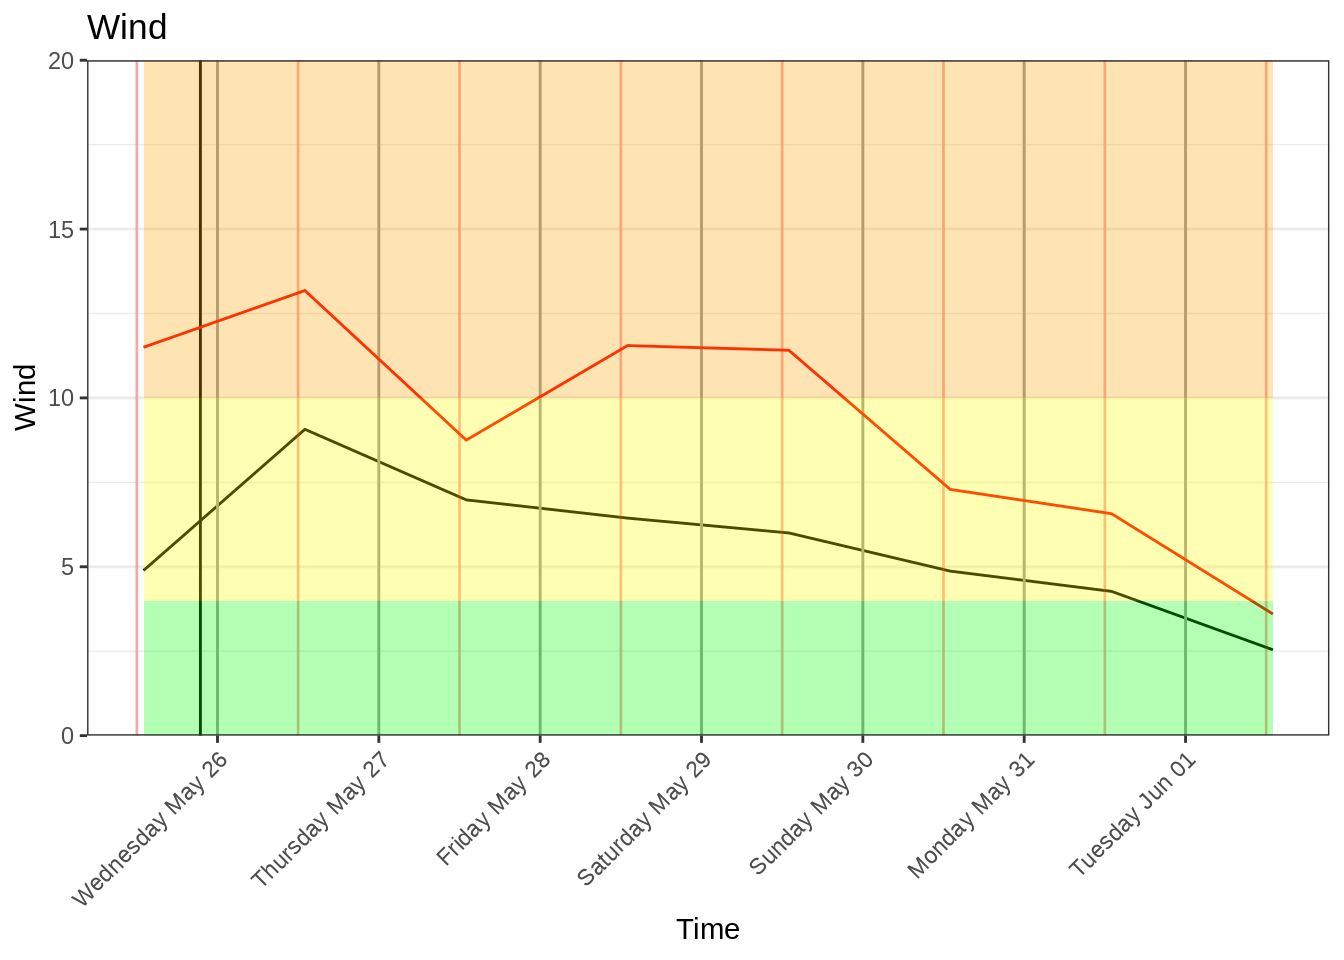 Wind
20
15
10
5
0
Wind
Wednesday May 26
Thursday May 27
Friday May 28
Saturday May 29
Sunday May 30
Monday May 31
Tuesday Jun 01
Time